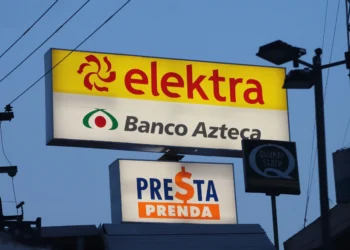 elektra
Banco Azteca
PRE$TA
PRENDA
Q